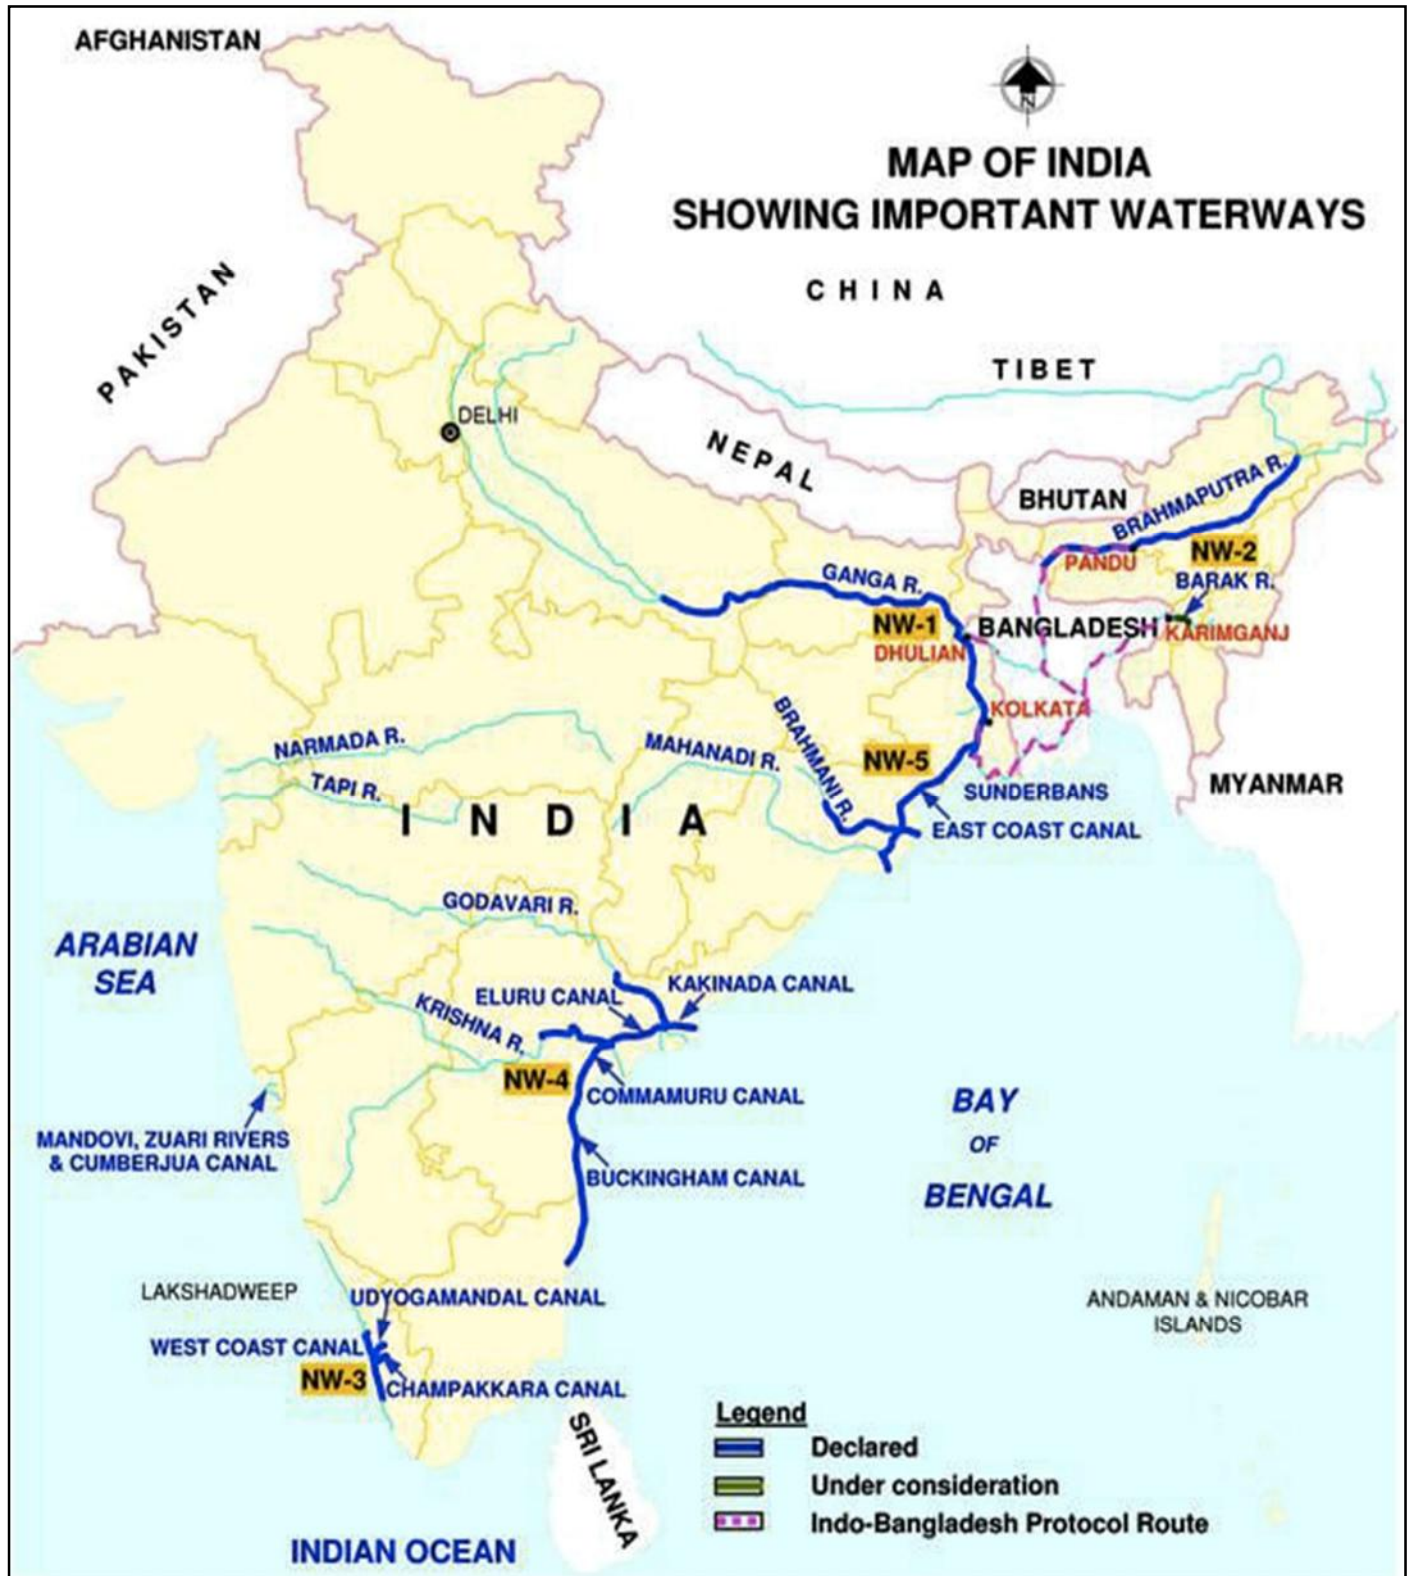 AFGHANISTAN
N
MAP OF INDIA
SHOWING IMPORTANT WATERWAYS
CHINA
PAKISTAN
TIBET
DELHI
NEPAL
BHUTAN
BRAHMAPUTRA R.
NW-2
PANDU
BARAK R.
GANGA R.
NW-1
BANGLADESH
KARIMGANJ
DHULIAN
KOLKATA
BRAHMANI R.
NARMADA R.
MAHANADI R.
NW-5
TAPI R.
MYANMAR
SUNDERBANS
INDIA
EAST COAST CANAL
GODAVARI R.
ARABIAN
SEA
KAKINADA CANAL
ELURU CANAL
KRISHNA R.
NW-4
COMMAMURU CANAL
BAY
OF
BENGAL
MANDOVI, ZUARI RIVERS
& CUMBERJUA CANAL
BUCKINGHAM CANAL
LAKSHADWEEP
UDYOGAMANDAL CANAL
ANDAMAN & NICOBAR
ISLANDS
WEST COAST CANAL
NW-3
CHAMPAKKARA CANAL
SRI LANKA
Legend
Declared
Under consideration
Indo-Bangladesh Protocol Route
INDIAN OCEAN